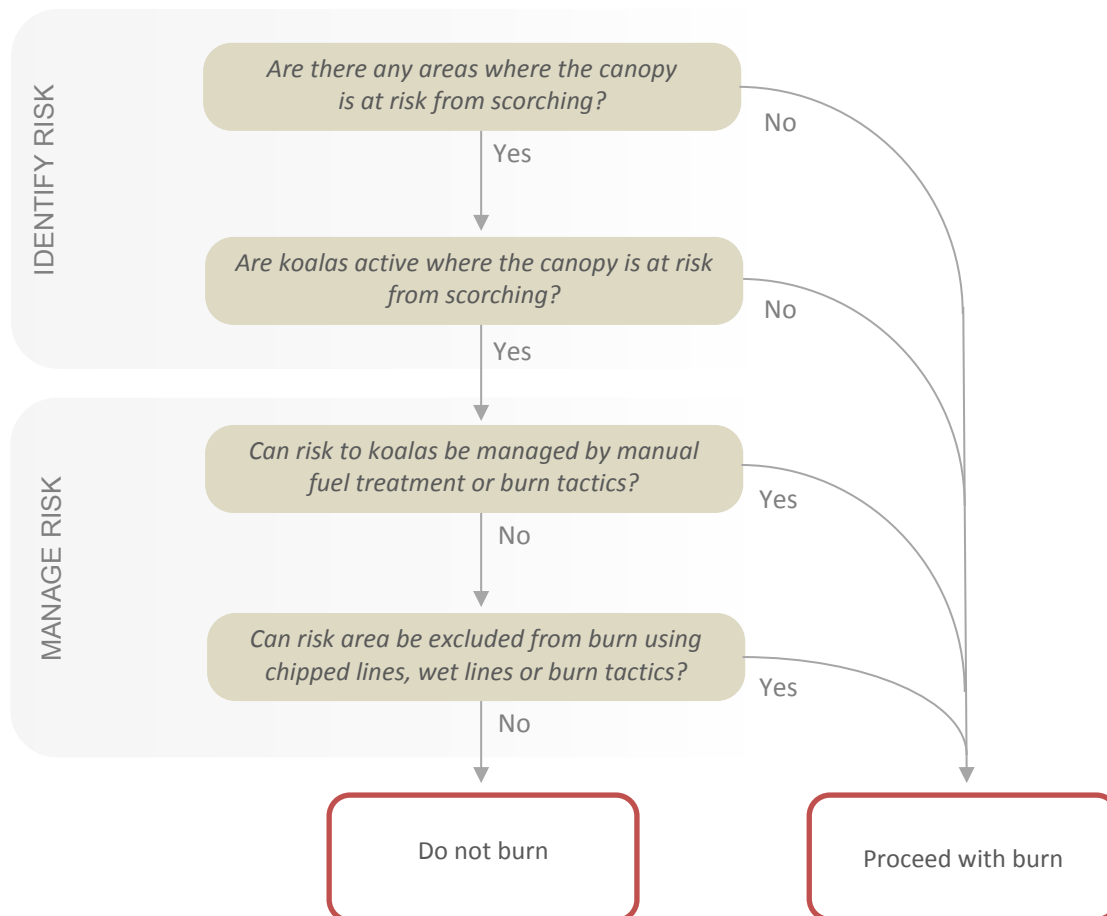 IDENTIFY RISK
Are there any areas where the canopy
is at risk from scorching?
No
Yes
Are koalas active where the canopy is at risk
from scorching?
No
Yes
MANAGE RISK
Can risk to koalas be managed by manual
fuel treatment or burn tactics?
Yes
No
Can risk area be excluded from burn using
chipped lines, wet lines or burn tactics?
Yes
No
Do not burn
Proceed with burn